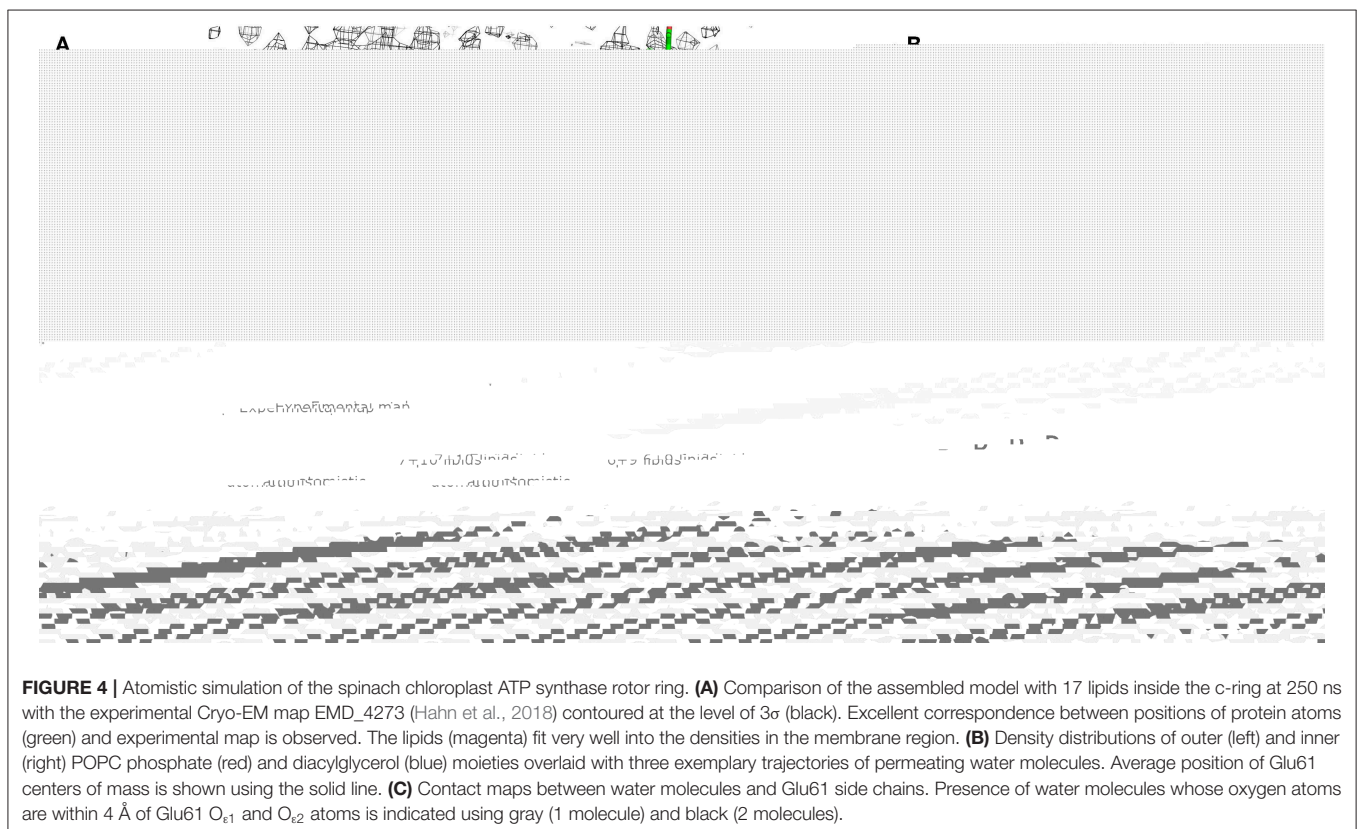 A
B
FIGURE 4 | Atomistic simulation of the spinach chloroplast ATP synthase rotor ring. (A) Comparison of the assembled model with 17 lipids inside the c-ring at 250 ns
with the experimental Cryo-EM map EMD_4273 (Hahn et al., 2018) contoured at the level of 3σ (black). Excellent correspondence between positions of protein atoms
(green) and experimental map is observed. The lipids (magenta) fit very well into the densities in the membrane region. (B) Density distributions of outer (left) and inner
(right) POPC phosphate (red) and diacylglycerol (blue) moieties overlaid with three exemplary trajectories of permeating water molecules. Average position of Glu61
centers of mass is shown using the solid line. (C) Contact maps between water molecules and Glu61 side chains. Presence of water molecules whose oxygen atoms
are within 4 Å of Glu61 Oε1 and Oε2 atoms is indicated using gray (1 molecule) and black (2 molecules).